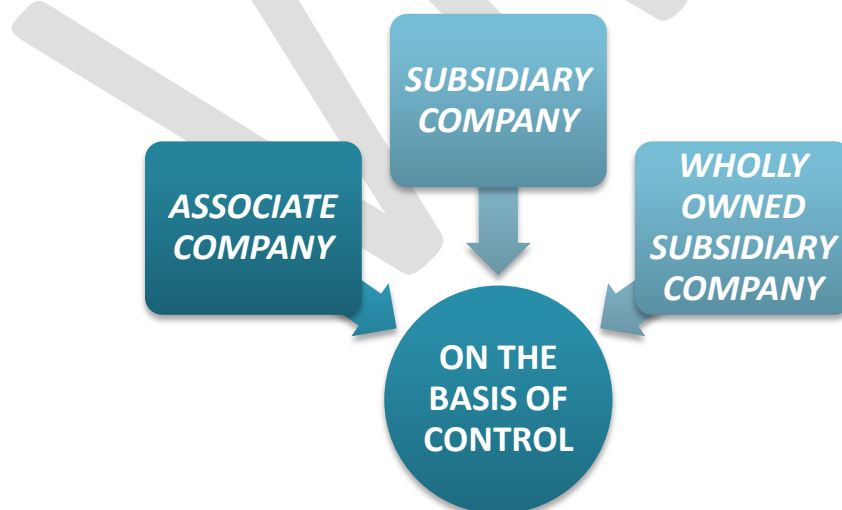 SUBSIDIARY
COMPANY
ASSOCIATE
COMPANY
WHOLLY
OWNED
SUBSIDIARY
COMPANY
ON THE
BASIS OF
CONTROL